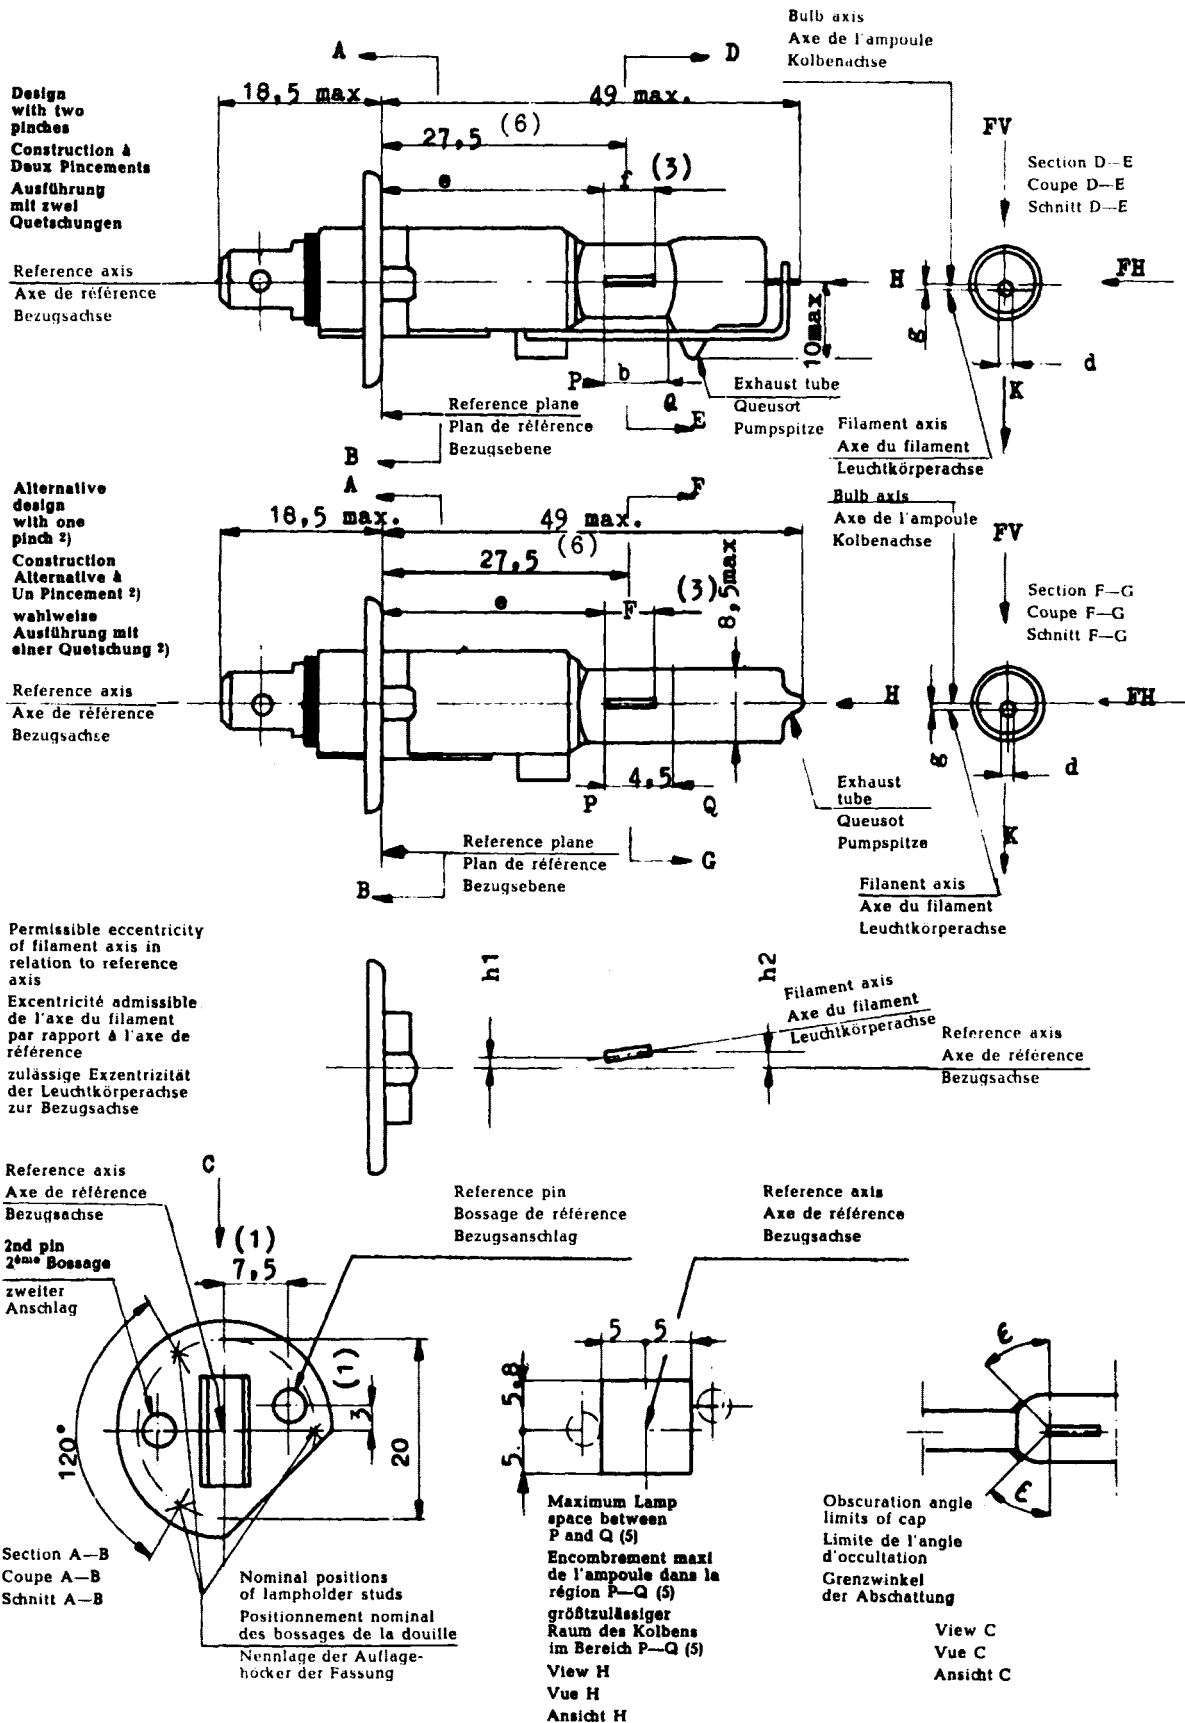 Bulb axis
Axe de l'ampoule
Kolbenachse
A
D
Design
with two
pinches
Construction à
Deux Pincements
Ausführung
mit zwei
Quetschungen
18,5 max
49 max.
27,5
(6)
e
f
(3)
FV
Section D—E
Coupe D—E
Schnitt D—E
Reference axis
Axe de référence
Bezugsachse
H
FH
g
d
K
10max
P
b
Q
Exhaust tube
Queusot
Pumpspitze
Reference plane
Plan de référence
Bezugsebene
E
B
Filament axis
Axe du filament
Leuchtkörperachse
Alternative
design
with one
pinch 2)
Construction
Alternative à
Un Pincement 2)
wahlweise
Ausführung mit
einer Quetschung 2)
A
F
18,5 max.
49 max.
(6)
27,5
e
F
(3)
8,5max
Bulb axis
Axe de l'ampoule
Kolbenachse
FV
Section F—G
Coupe F—G
Schnitt F—G
Reference axis
Axe de référence
Bezugsachse
H
FH
g
d
K
P
4,5
Q
Exhaust
tube
Queusot
Pumpspitze
Reference plane
Plan de référence
Bezugsebene
G
B
Filanent axis
Axe du filament
Leuchtkörperachse
Permissible eccentricity
of filament axis in
relation to reference
axis
Excentricité admissible
de l'axe du filament
par rapport à l'axe de
référence
zulässige Exzentrizität
der Leuchtkörperachse
zur Bezugsachse
h1
h2
Filament axis
Axe du filament
Leuchtkörperachse
Reference axis
Axe de référence
Bezugsachse
Reference axis
Axe de référence
Bezugsachse
2nd pin
2ème Bossage
zweiter
Anschlag
C
(1)
7,5
Reference pin
Bossage de référence
Bezugsanschlag
Reference axis
Axe de référence
Bezugsachse
120°
(1)
3
20
5
5
5,8
5
ε
ε
Section A—B
Coupe A—B
Schnitt A—B
Nominal positions
of lampholder studs
Positionnement nominal
des bossages de la douille
Nennlage der Auflage-
höcker der Fassung
Maximum Lamp
space between
P and Q (5)
Encombrement maxi
de l'ampoule dans la
région P—Q (5)
größtzulässiger
Raum des Kolbens
im Bereich P—Q (5)
View H
Vue H
Ansicht H
Obscuration angle
limits of cap
Limite de l'angle
d'occultation
Grenzwinkel
der Abschattung
View C
Vue C
Ansicht C